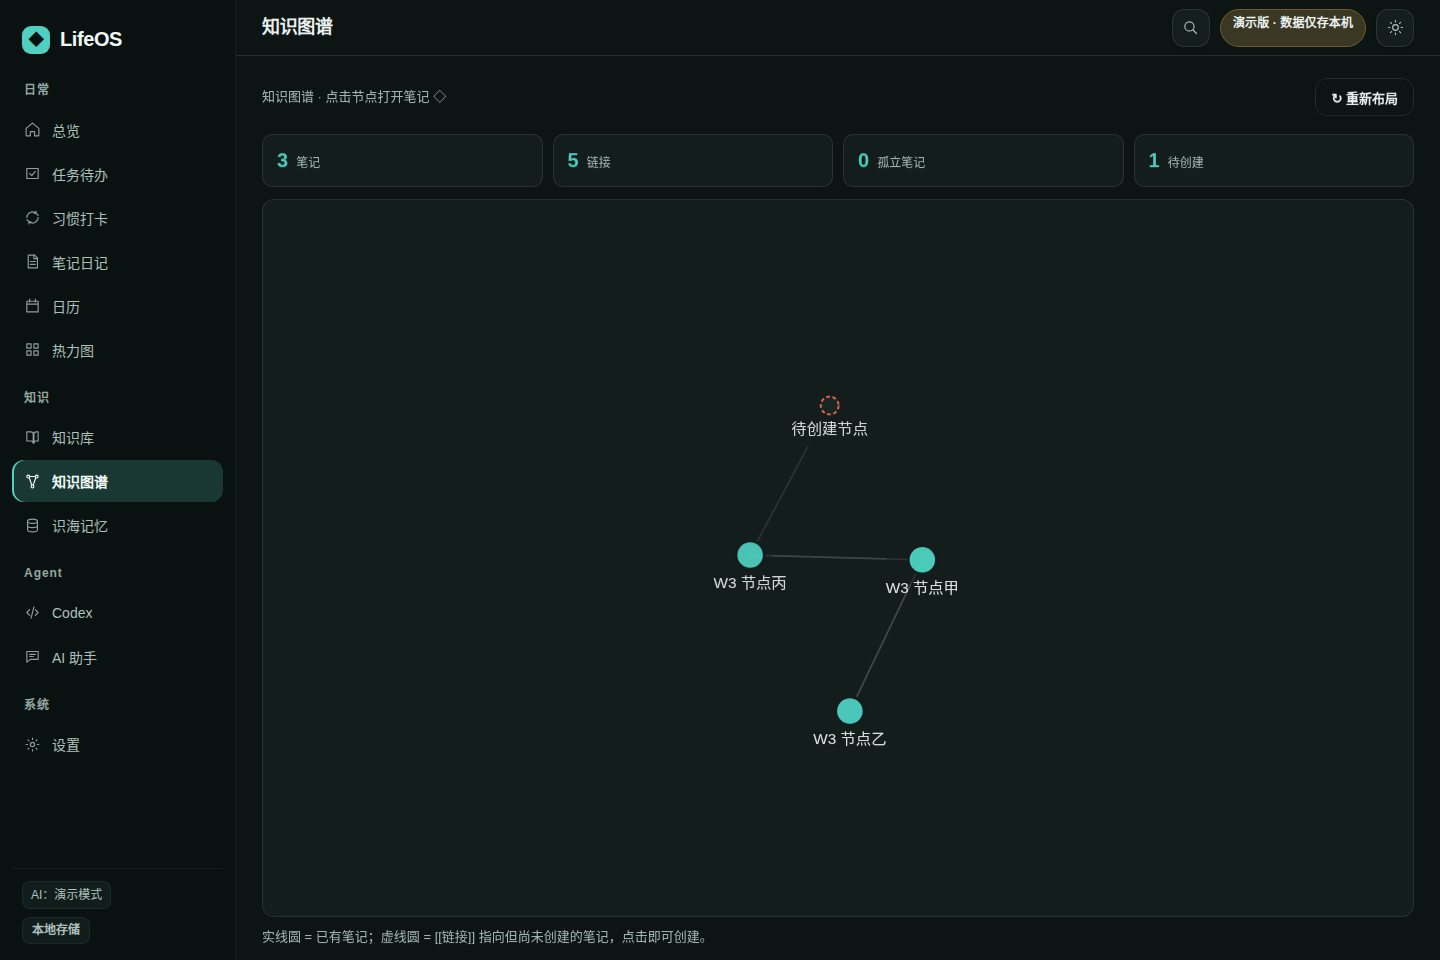 LifeOS
日常
总览
任务待办
习惯打卡
笔记日记
日历
热力图
知识
知识库
知识图谱
识海记忆
Agent
Codex
AI 助手
系统
设置
AI：演示模式
本地存储
知识图谱
演示版 · 数据仅存本机
知识图谱 · 点击节点打开笔记 ◇
↻ 重新布局
3 笔记
5 链接
0 孤立笔记
1 待创建
待创建节点
W3 节点丙
W3 节点甲
W3 节点乙
实线圆 = 已有笔记；虚线圆 = [[链接]] 指向但尚未创建的笔记，点击即可创建。